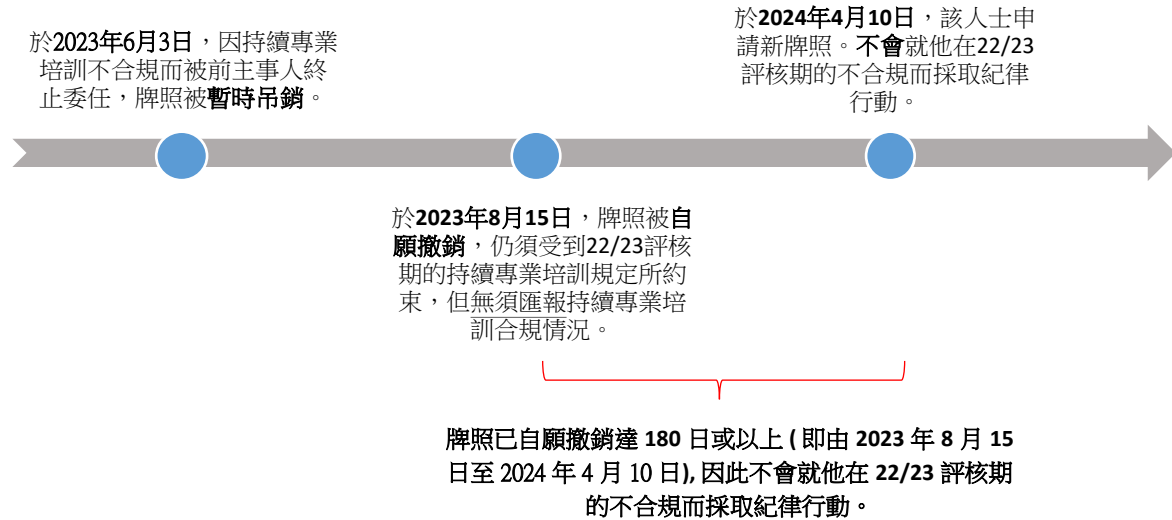 於2023年6月3日，因持續專業
培訓不合規而被前主事人終
止委任，牌照被暫時吊銷。
於2024年4月10日，該人士申
請新牌照。不會就他在22/23
評核期的不合規而採取紀律
行動。
於2023年8月15日，牌照被自
願撤銷，仍須受到22/23評核
期的持續專業培訓規定所約
束，但無須匯報持續專業培
訓合規情況。
牌照已自願撤銷達 180 日或以上 ( 即由 2023 年 8 月 15
日至 2024 年 4 月 10 日), 因此不會就他在 22/23 評核期
的不合規而採取紀律行動。